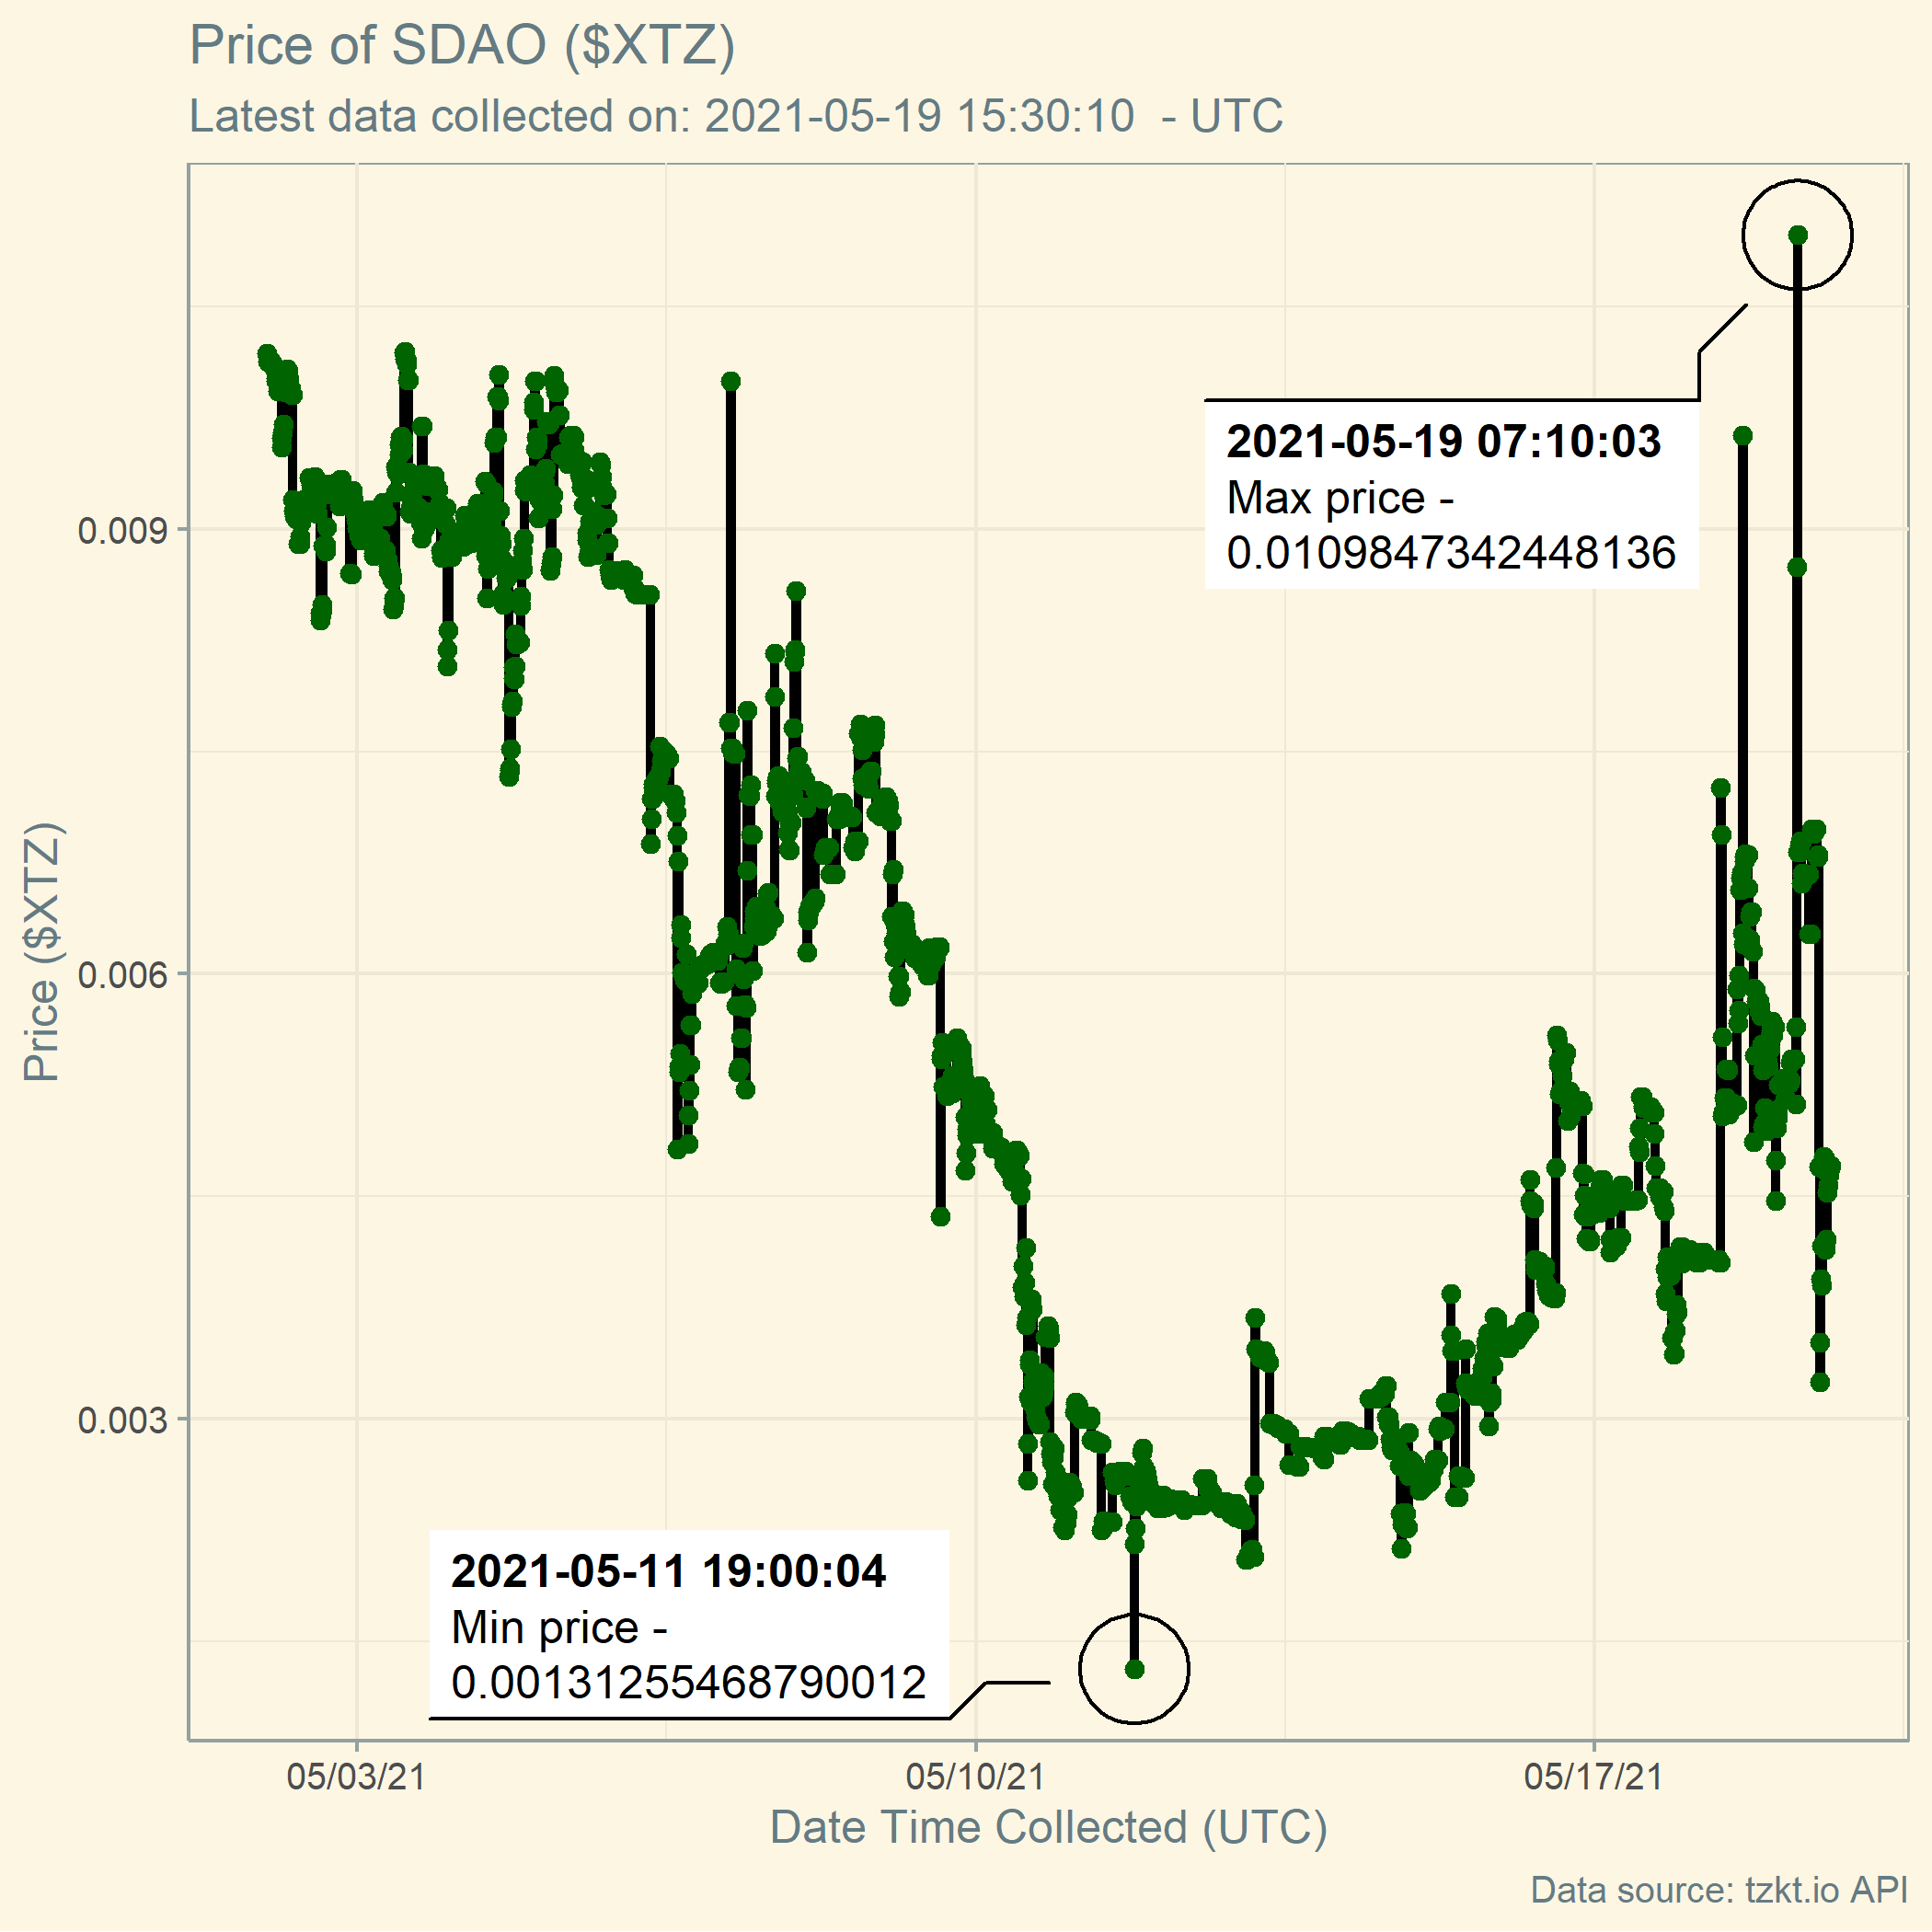 Price of SDAO ($XTZ)
Latest data collected on: 2021-05-19 15:30:10  - UTC
2021-05-19 07:10:03
Max price -
0.0109847342448136
0.009
0.006
0.003
Price ($XTZ)
2021-05-11 19:00:04
Min price -
0.00131255468790012
05/03/21
05/10/21
05/17/21
Date Time Collected (UTC)
Data source: tzkt.io API